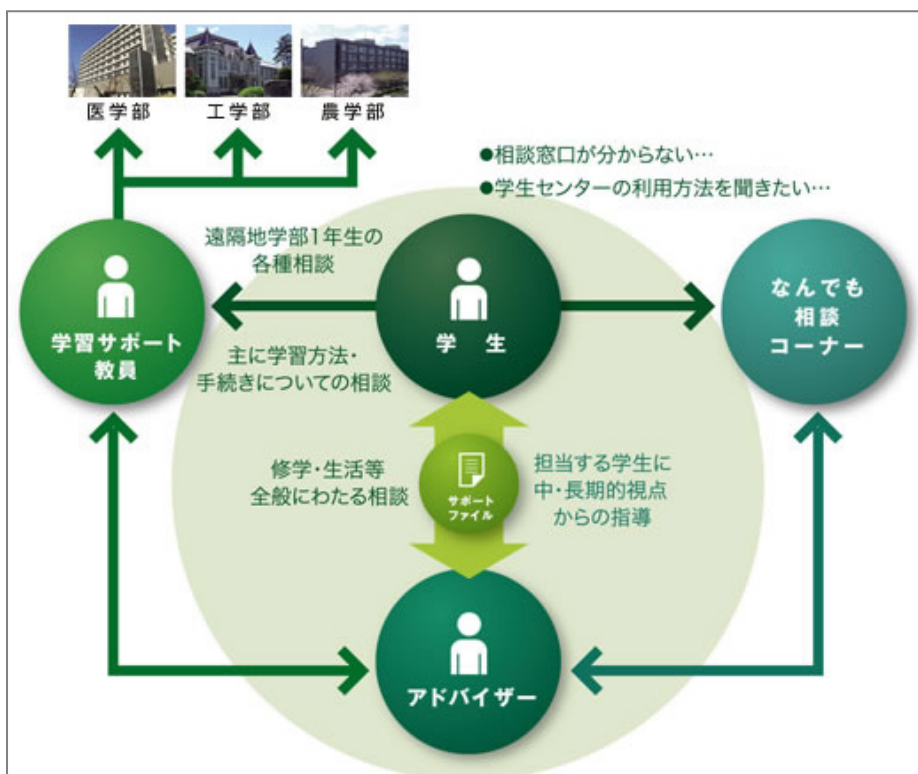 医学部
工学部
農学部
●相談窓口が分からない…
●学生センターの利用方法を聞きたい…
遠隔地学部1年生の
各種相談
学習サポート
教員
学 生
なんでも
相談
コーナー
主に学習方法・
手続きについての相談
修学・生活等
全般にわたる相談
サポート
ファイル
担当する学生に
中・長期的視点
からの指導
アドバイザー